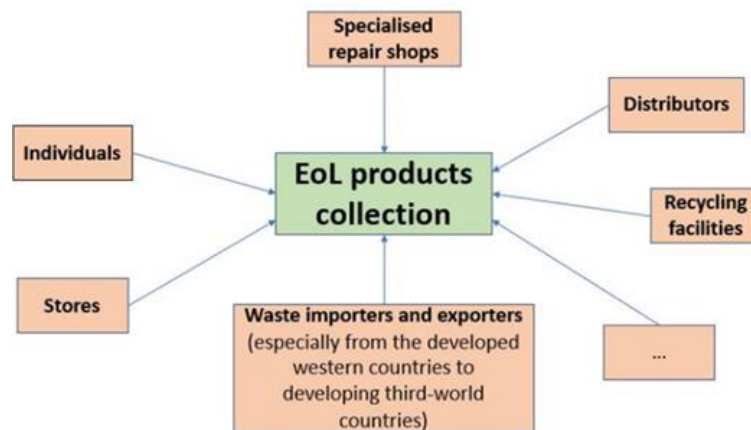 Specialised
repair shops
Distributors
Individuals
EoL products
collection
Recycling
facilities
Stores
Waste importers and exporters
(especially from the developed
western countries to
developing third-world
countries)
...